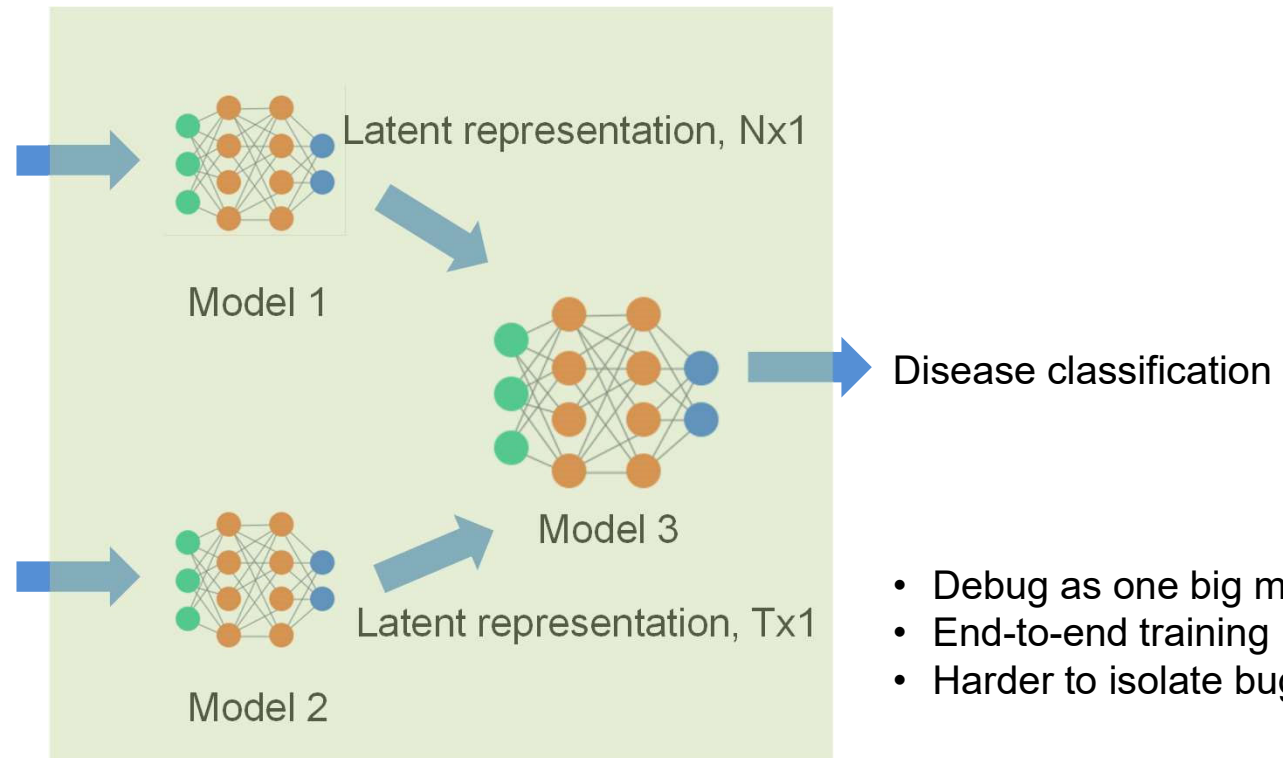 Latent representation, Nx1
Model 1
Disease classification
Model 3
Latent representation, Tx1
Model 2
• Debug as one big
• End-to-end training
• Harder to isolate